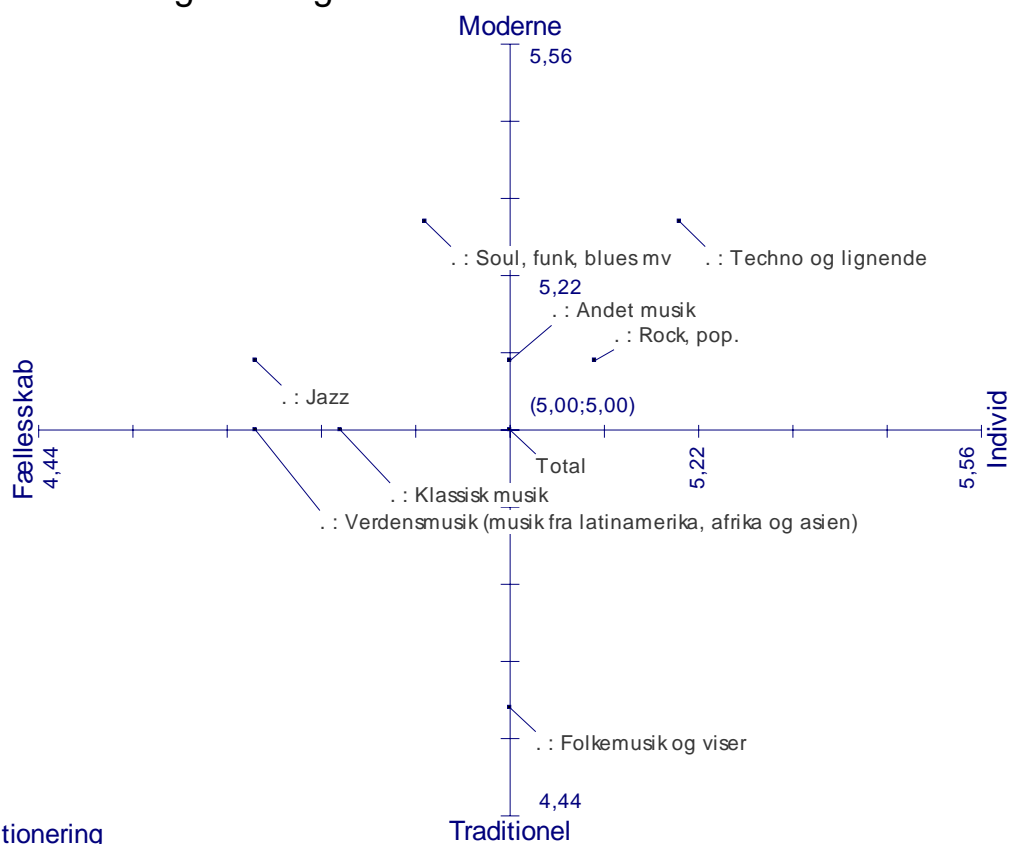 Moderne
5,56
. : Soul, funk, blues mv
. : Techno og lignende
5,22
. : Andet musik
. : Rock, pop.
. : Jazz
(5,00;5,00)
Fællesskab
4,44
Total
5,22
5,56
Individ
. : Klassisk musik
. : Verdensmusik (musik fra latinamerika, afrika og asien)
. : Folkemusik og viser
4,44
Traditionel
tionering